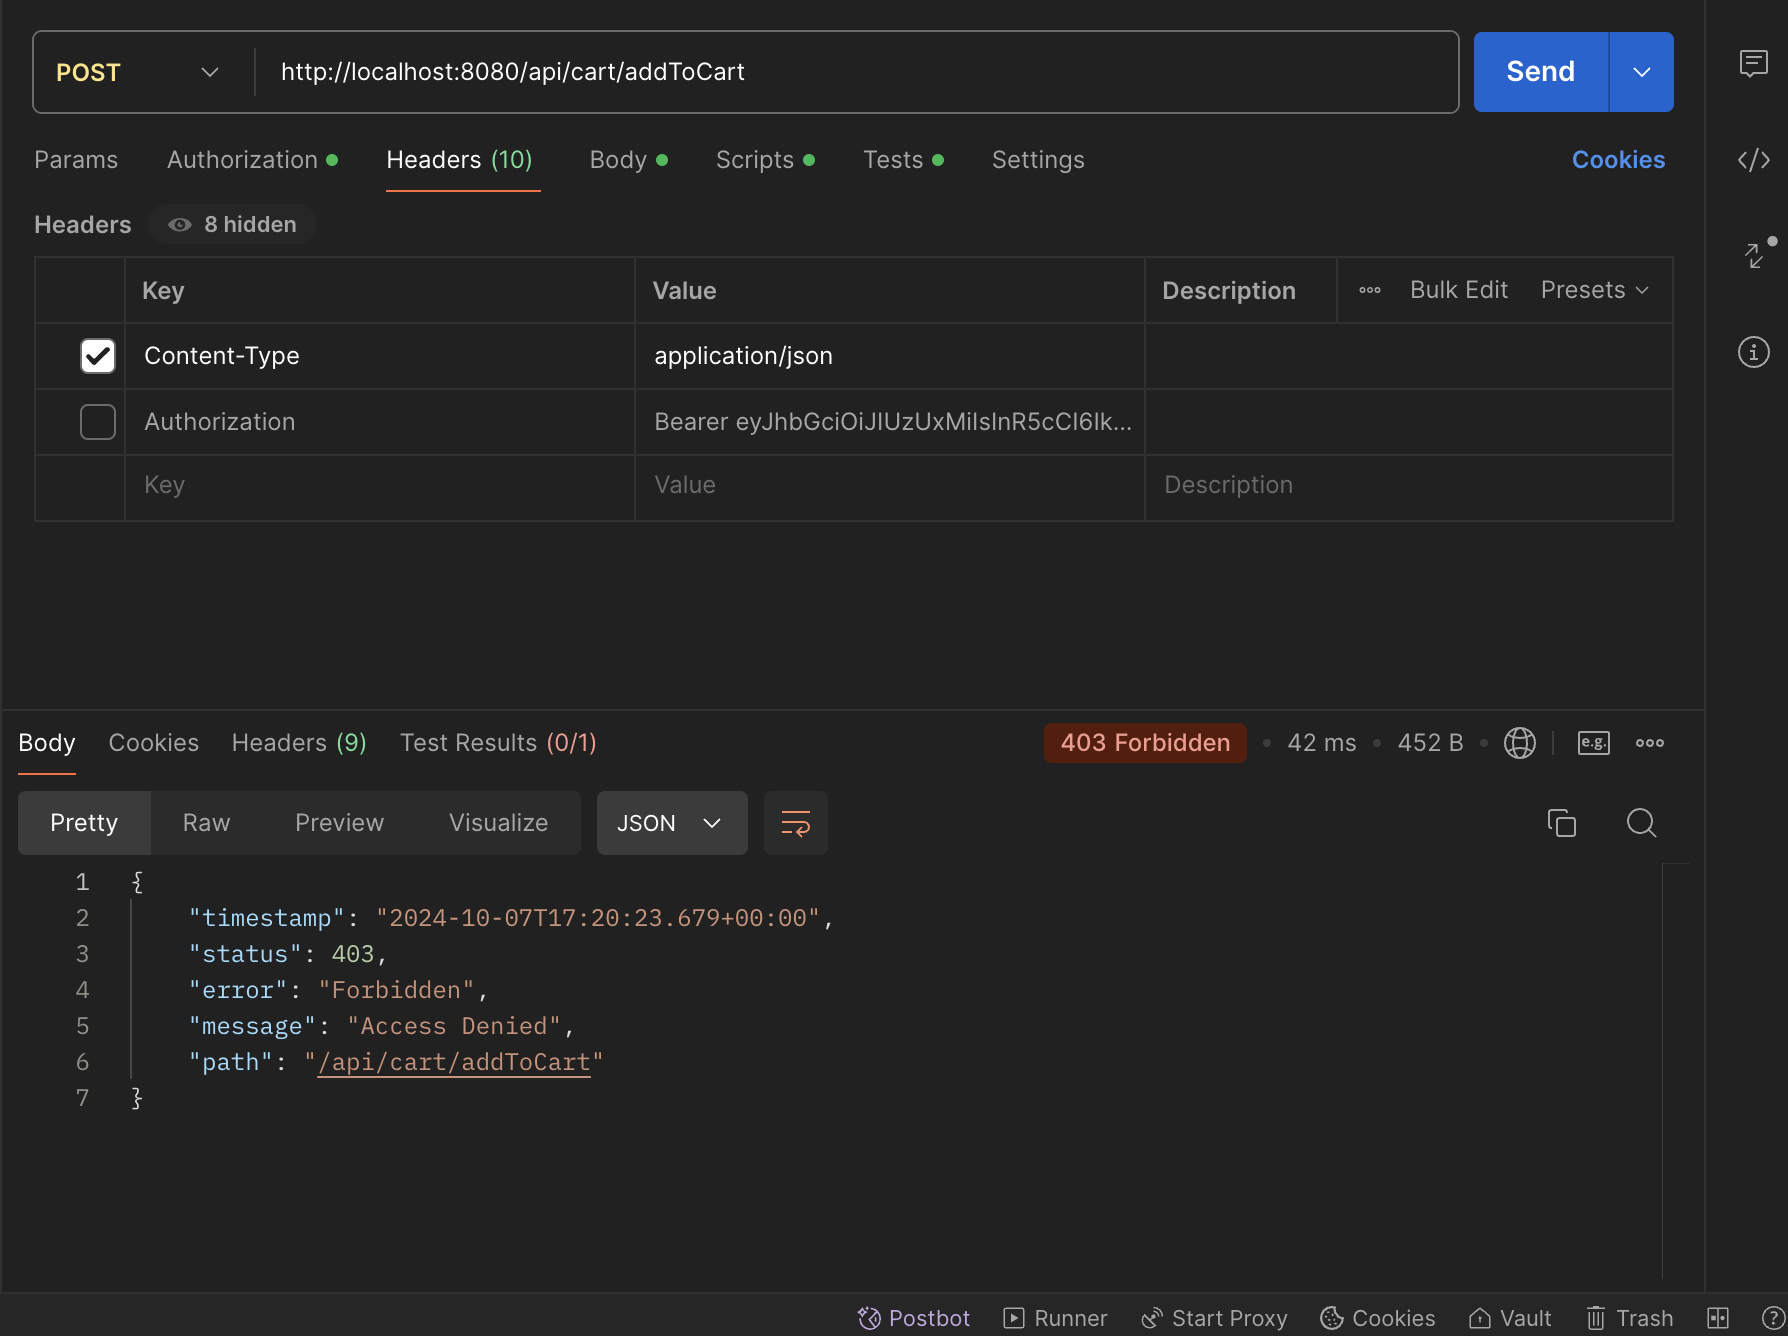 POST http://localhost:8080/api/cart/addToCart Send
Params Authorization Headers (10) Body Scripts Tests Settings Cookies
Headers 8 hidden
Key Value Description Bulk Edit Presets
Content-Type application/json
Authorization Bearer eyJhbGciOiJIUzUxMiIsInR5cCI6Ik...
Key Value Description
Body Cookies Headers (9) Test Results (0/1) 403 Forbidden 42 ms 452 B e.g.
Pretty Raw Preview Visualize JSON
1 {
2 "timestamp": "2024-10-07T17:20:23.679+00:00",
3 "status": 403,
4 "error": "Forbidden",
5 "message": "Access Denied",
6 "path": "/api/cart/addToCart"
7 }
Postbot Runner Start Proxy Cookies Vault Trash